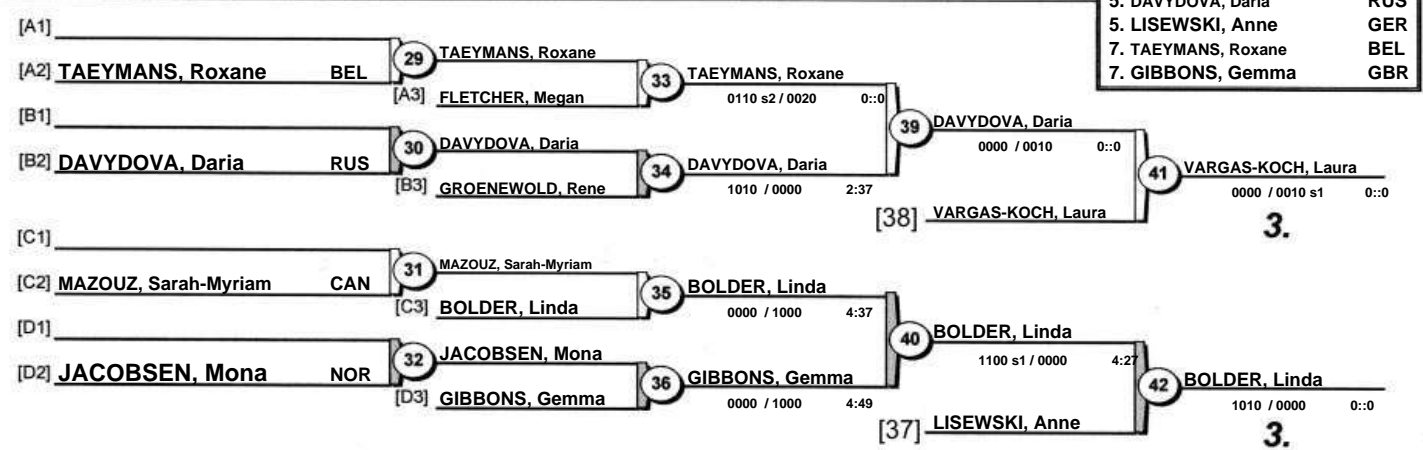 5. DAVYDOVA, Daria RUS
5. LISEWSKI, Anne GER
7. TAEYMANS, Roxane BEL
7. GIBBONS, Gemma GBR
[A1]
[A2] TAEYMANS, Roxane BEL
29
TAEYMANS, Roxane
[A3] FLETCHER, Megan
33
TAEYMANS, Roxane
0110 s2 / 0020 0::0
[B1]
[B2] DAVYDOVA, Daria RUS
30
DAVYDOVA, Daria
[B3] GROENEWOLD, Rene
34
DAVYDOVA, Daria
1010 / 0000 2:37
39
DAVYDOVA, Daria
0000 / 0010 0::0
[38] VARGAS-KOCH, Laura
41
VARGAS-KOCH, Laura
0000 / 0010 s1 0::0
3.
[C1]
[C2] MAZOUZ, Sarah-Myriam CAN
31
MAZOUZ, Sarah-Myriam
[C3] BOLDER, Linda
35
BOLDER, Linda
0000 / 1000 4:37
[D1]
[D2] JACOBSEN, Mona NOR
32
JACOBSEN, Mona
[D3] GIBBONS, Gemma
36
GIBBONS, Gemma
0000 / 1000 4:49
40
BOLDER, Linda
1100 s1 / 0000 4:27
[37] LISEWSKI, Anne
42
BOLDER, Linda
1010 / 0000 0::0
3.